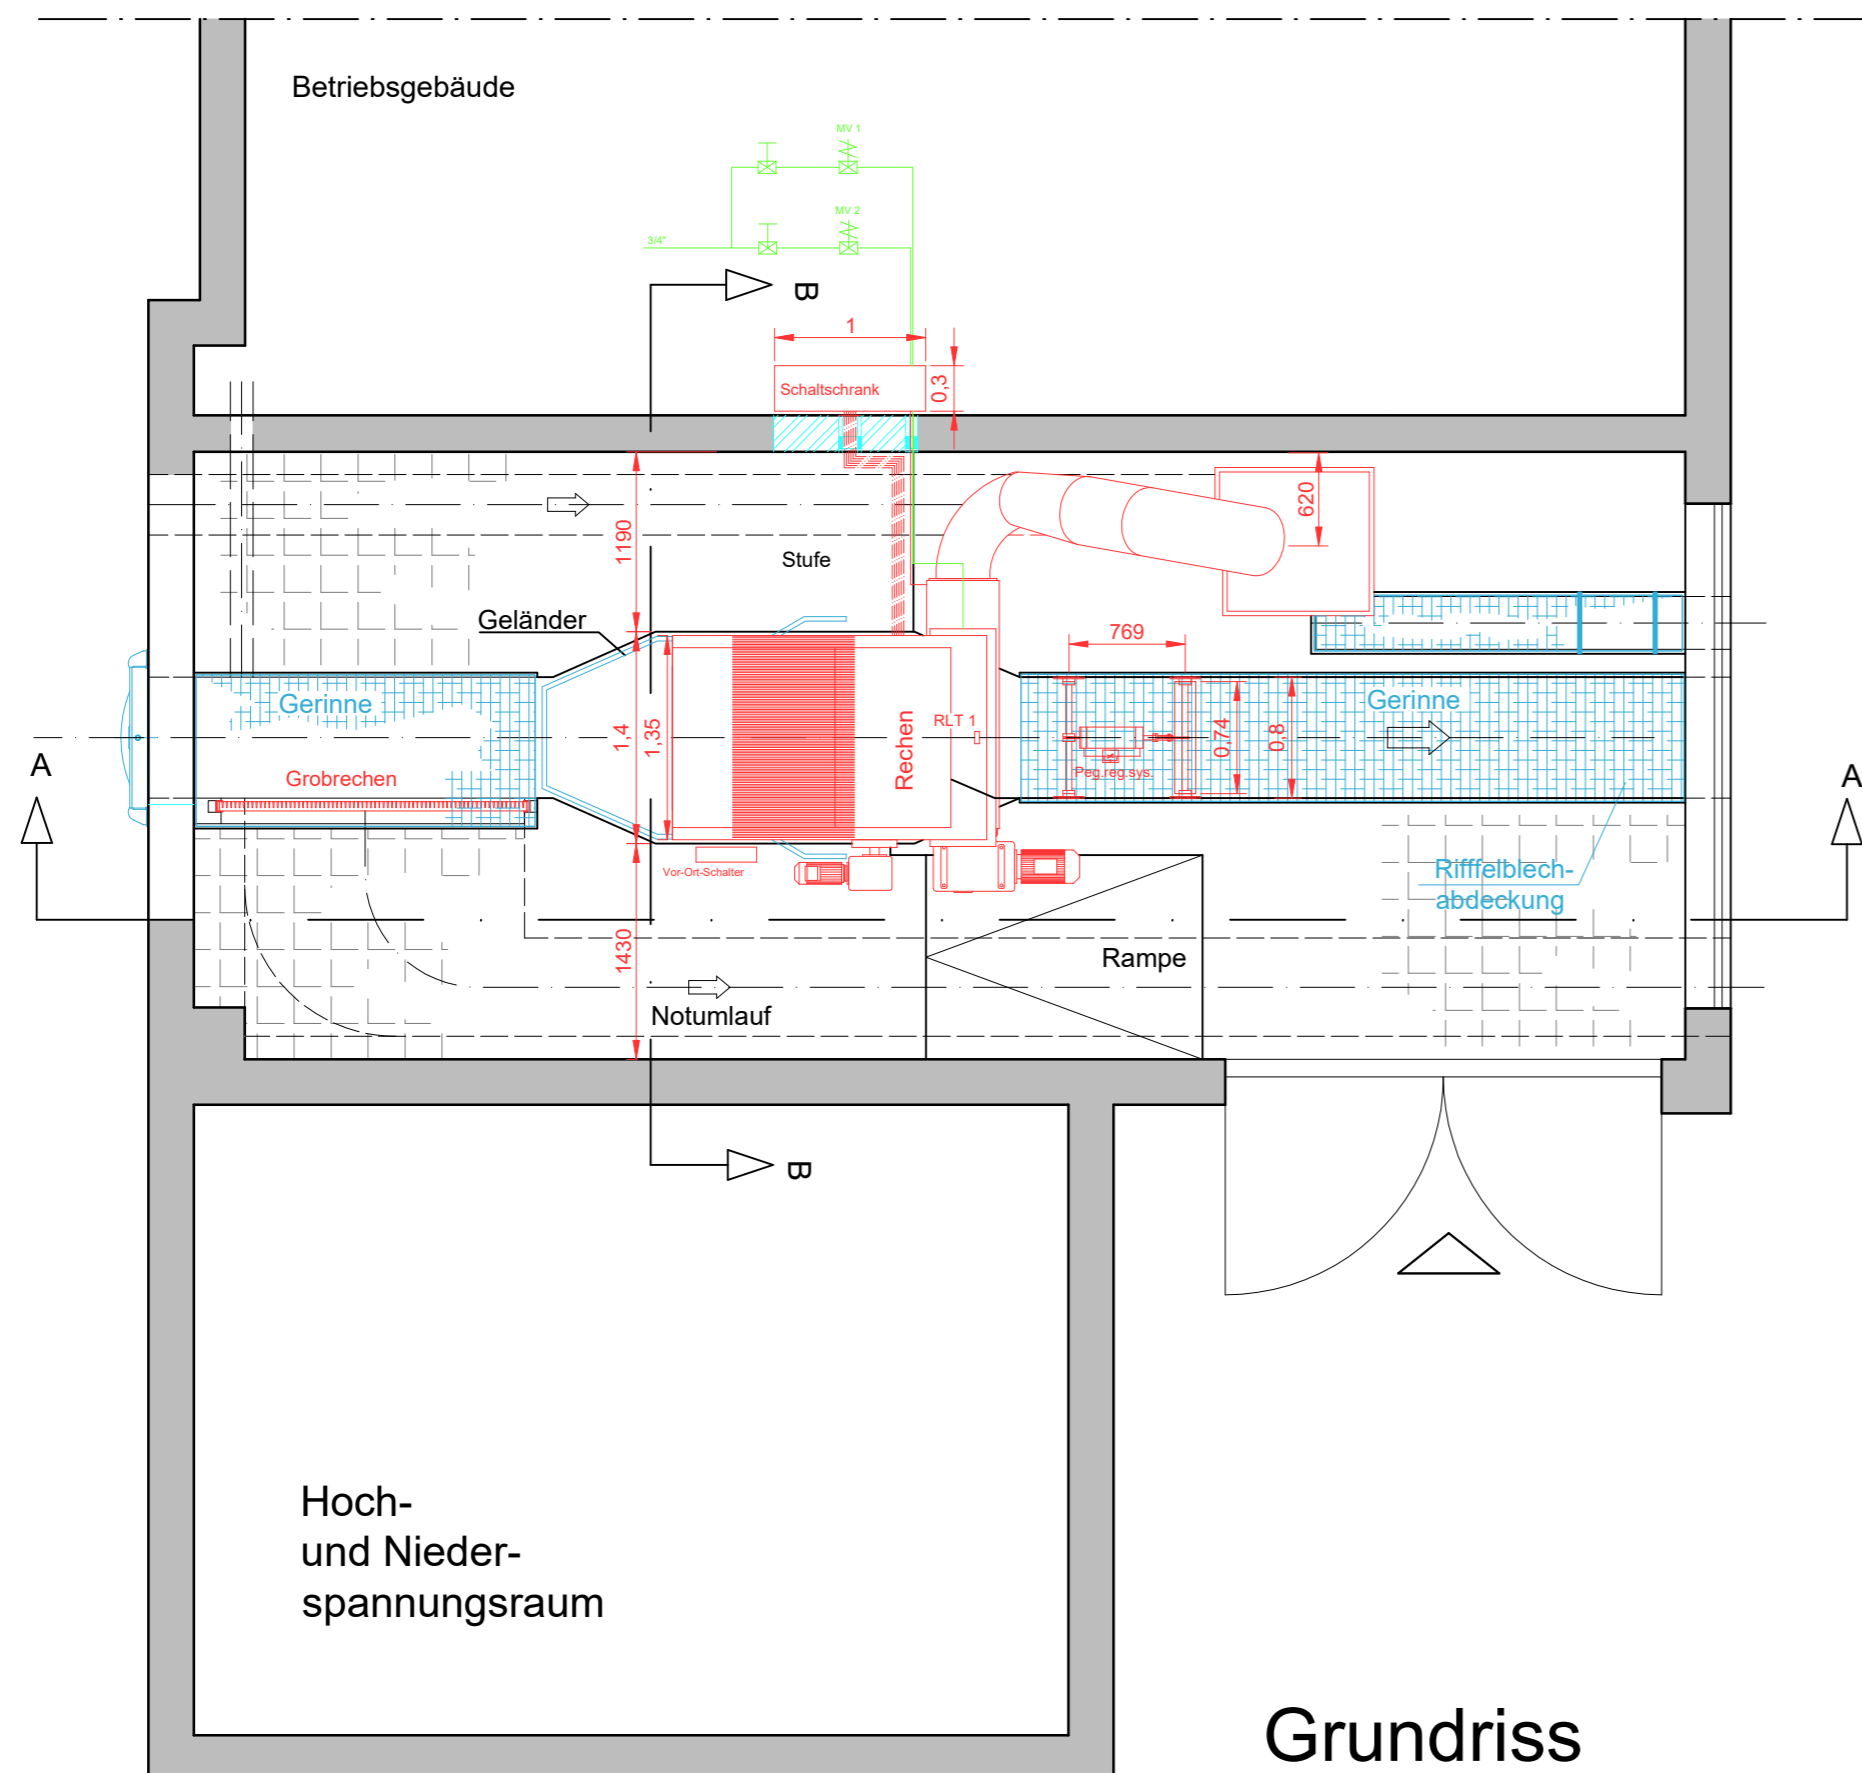 Betriebsgebäude
MV 1
MV 2
3/4"
B
1
Schaltschrank
0,3
1190
620
Stufe
Geländer
769
Gerinne
Gerinne
1,4
1,35
Rechen
RLT 1
0,74
0,8
A
A
Grobrechen
Peg.reg.sys.
Vor-Ort-Schalter
Rifffelblech-
abdeckung
1430
Rampe
Notumlauf
B
Hoch-
und Nieder-
spannungsraum
Grundriss